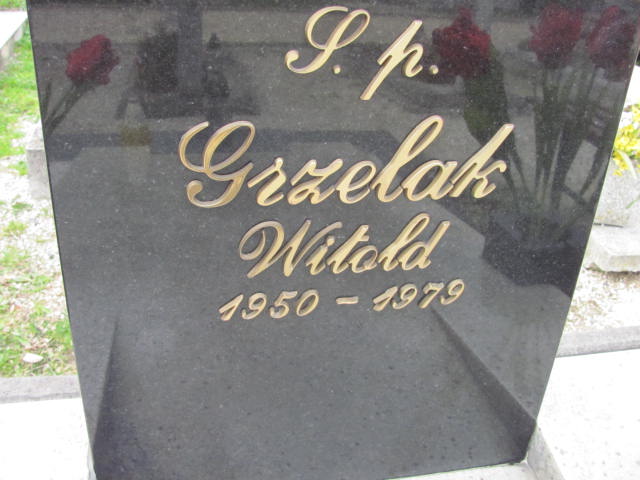 S. p.
Grzelak
Witold
1950 - 1979